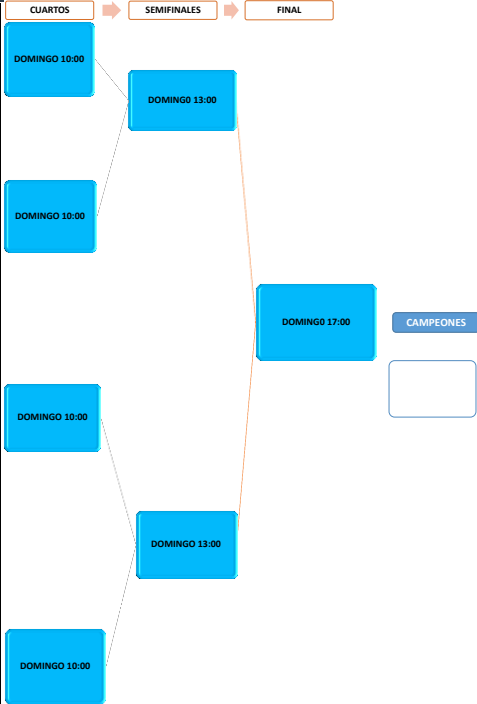 CUARTOS
SEMIFINALES
FINAL
DOMINGO 10:00
DOMING0 13:00
DOMINGO 10:00
DOMING0 17:00
CAMPEONES
DOMINGO 10:00
DOMINGO 13:00
DOMINGO 10:00